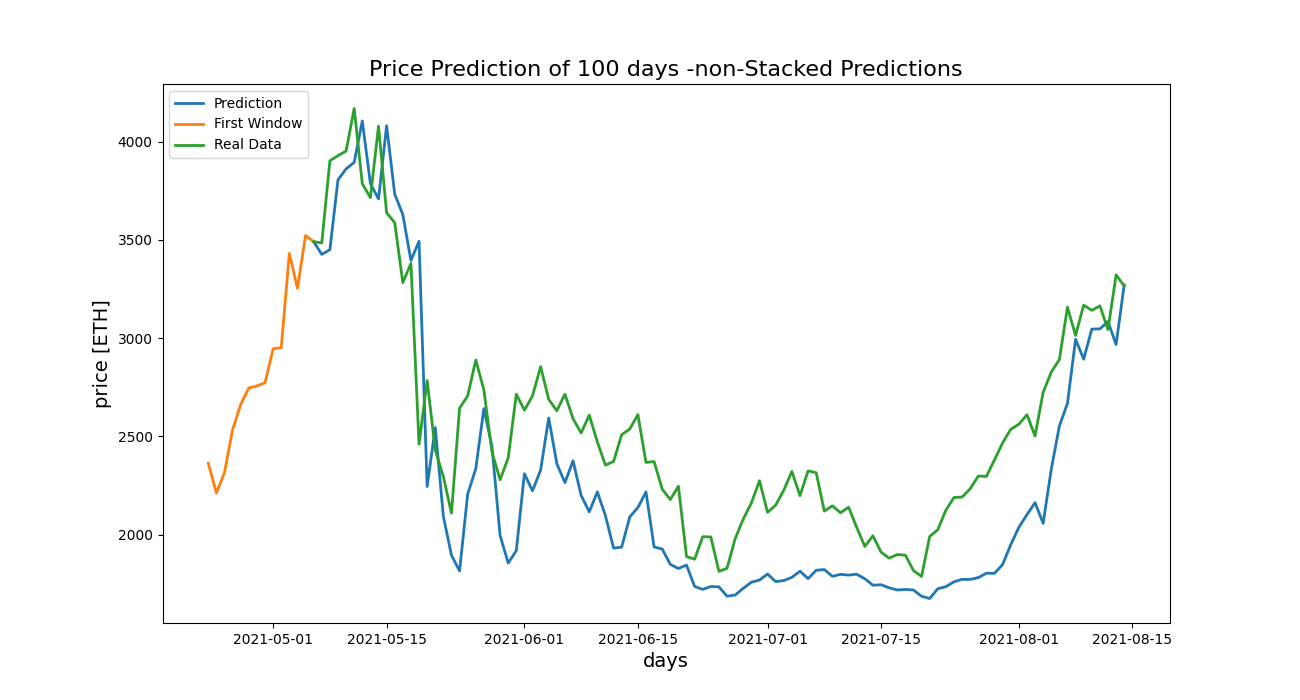 Price Prediction of 100 days -non-Stacked Predictions
Prediction
First Window
Real Data
4000
3500
3000
2500
2000
price [ETH]
2021-05-01 2021-05-15 2021-06-01 2021-06-15 2021-07-01 2021-07-15 2021-08-01 2021-08-15
days